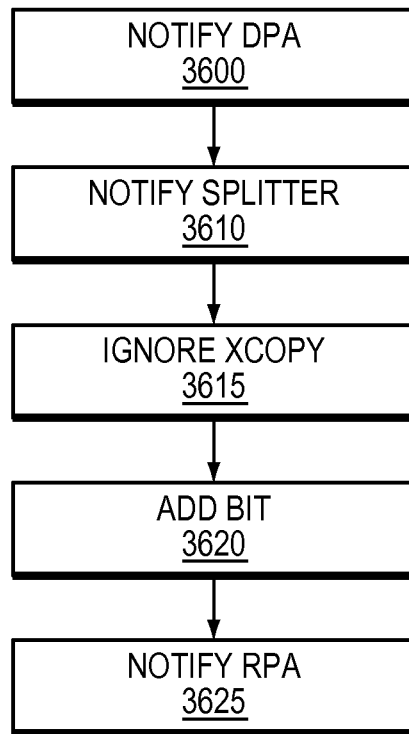 NOTIFY DPA
3600
NOTIFY SPLITTER
3610
IGNORE XCOPY
3615
ADD BIT
3620
NOTIFY RPA
3625